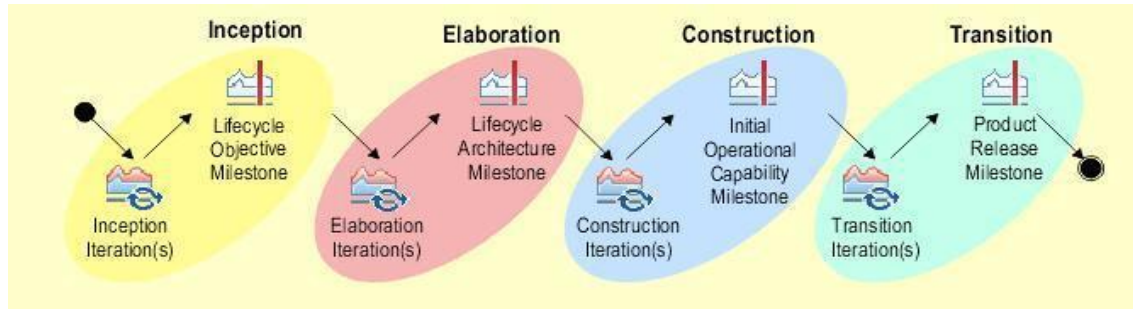 Inception
Elaboration
Construction
Transition
Lifecycle
Objective
Milestone
Inception
Iteration(s)
Lifecycle
Architecture
Milestone
Elaboration
Iteration(s)
Initial
Operational
Capability
Milestone
Construction
Iteration(s)
Product
Release
Milestone
Transition
Iteration(s)